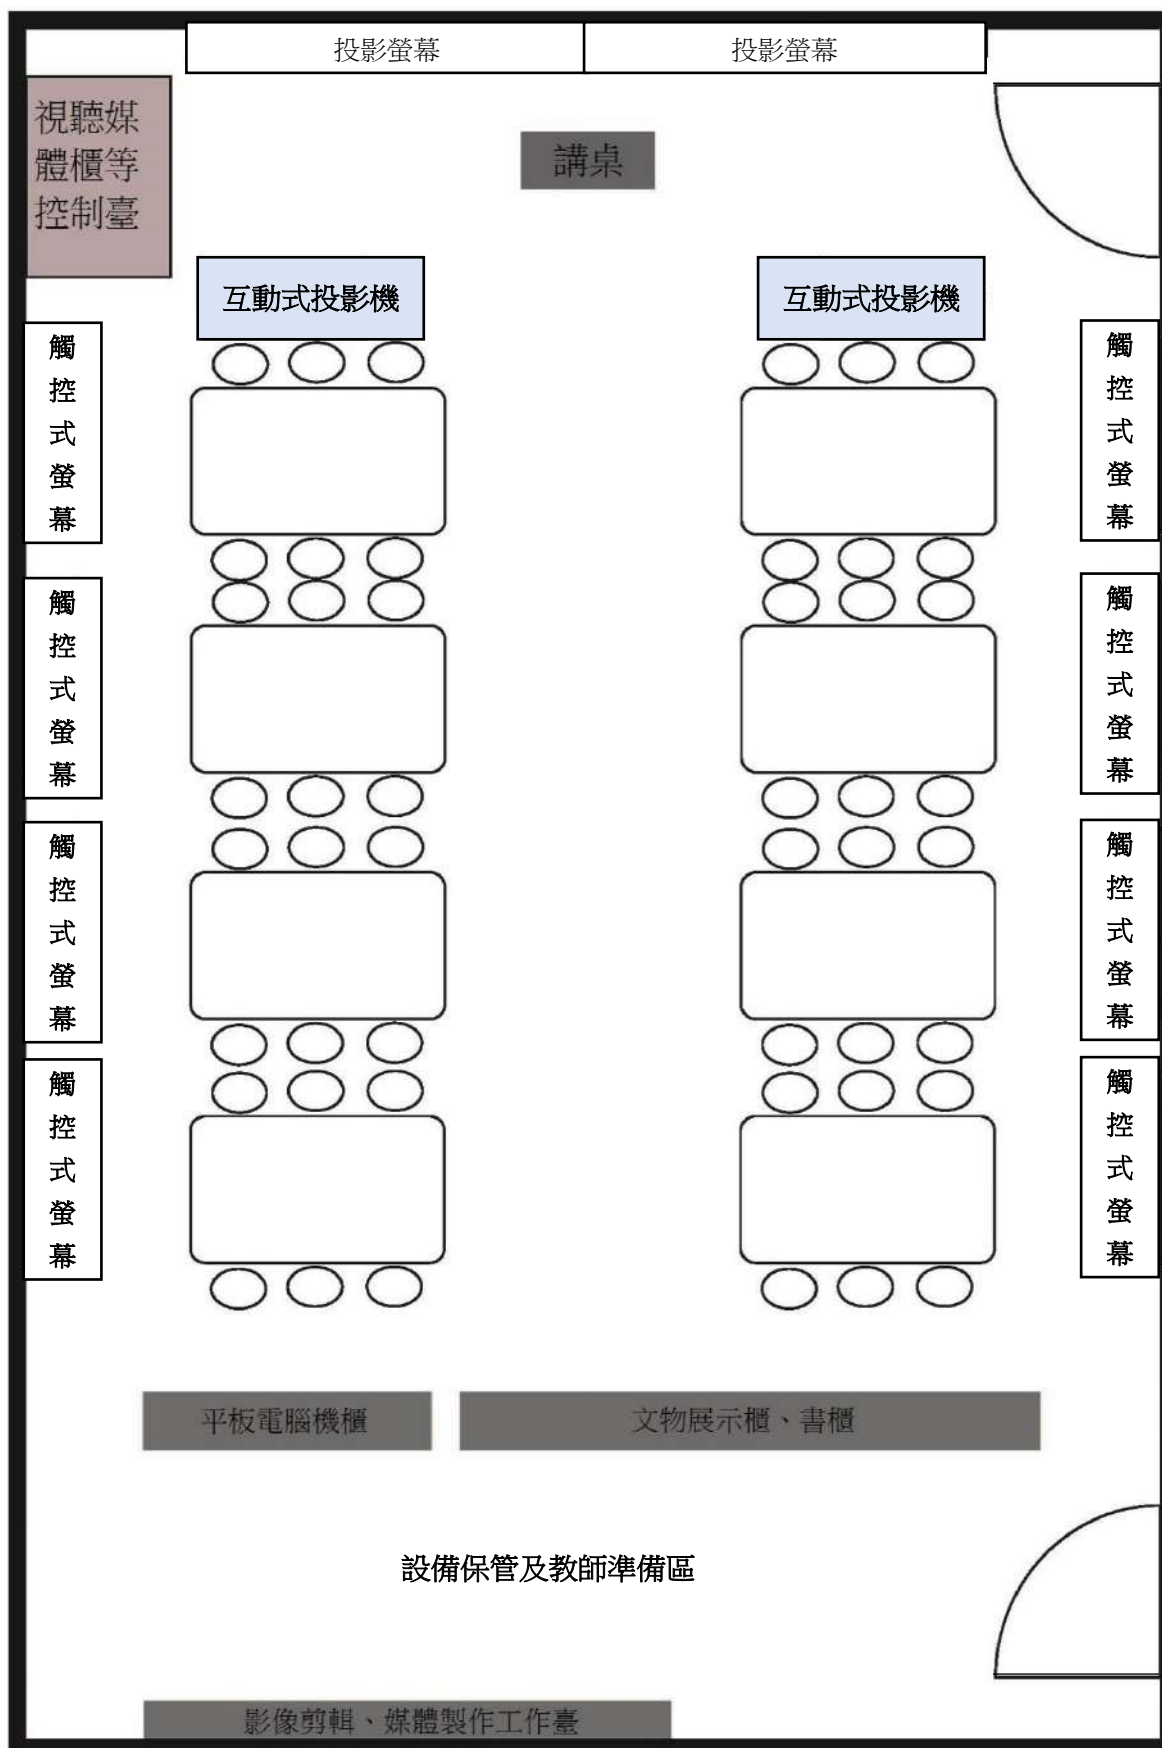 投影螢幕
投影螢幕
視聽媒
體櫃等
控制臺
講桌
互動式投影機
互動式投影機
觸
控
式
螢
幕
觸
控
式
螢
幕
觸
控
式
螢
幕
觸
控
式
螢
幕
觸
控
式
螢
幕
觸
控
式
螢
幕
觸
控
式
螢
幕
觸
控
式
螢
幕
平板電腦機櫃
文物展示櫃、書櫃
設備保管及教師準備區
影像剪輯、媒體製作工作臺